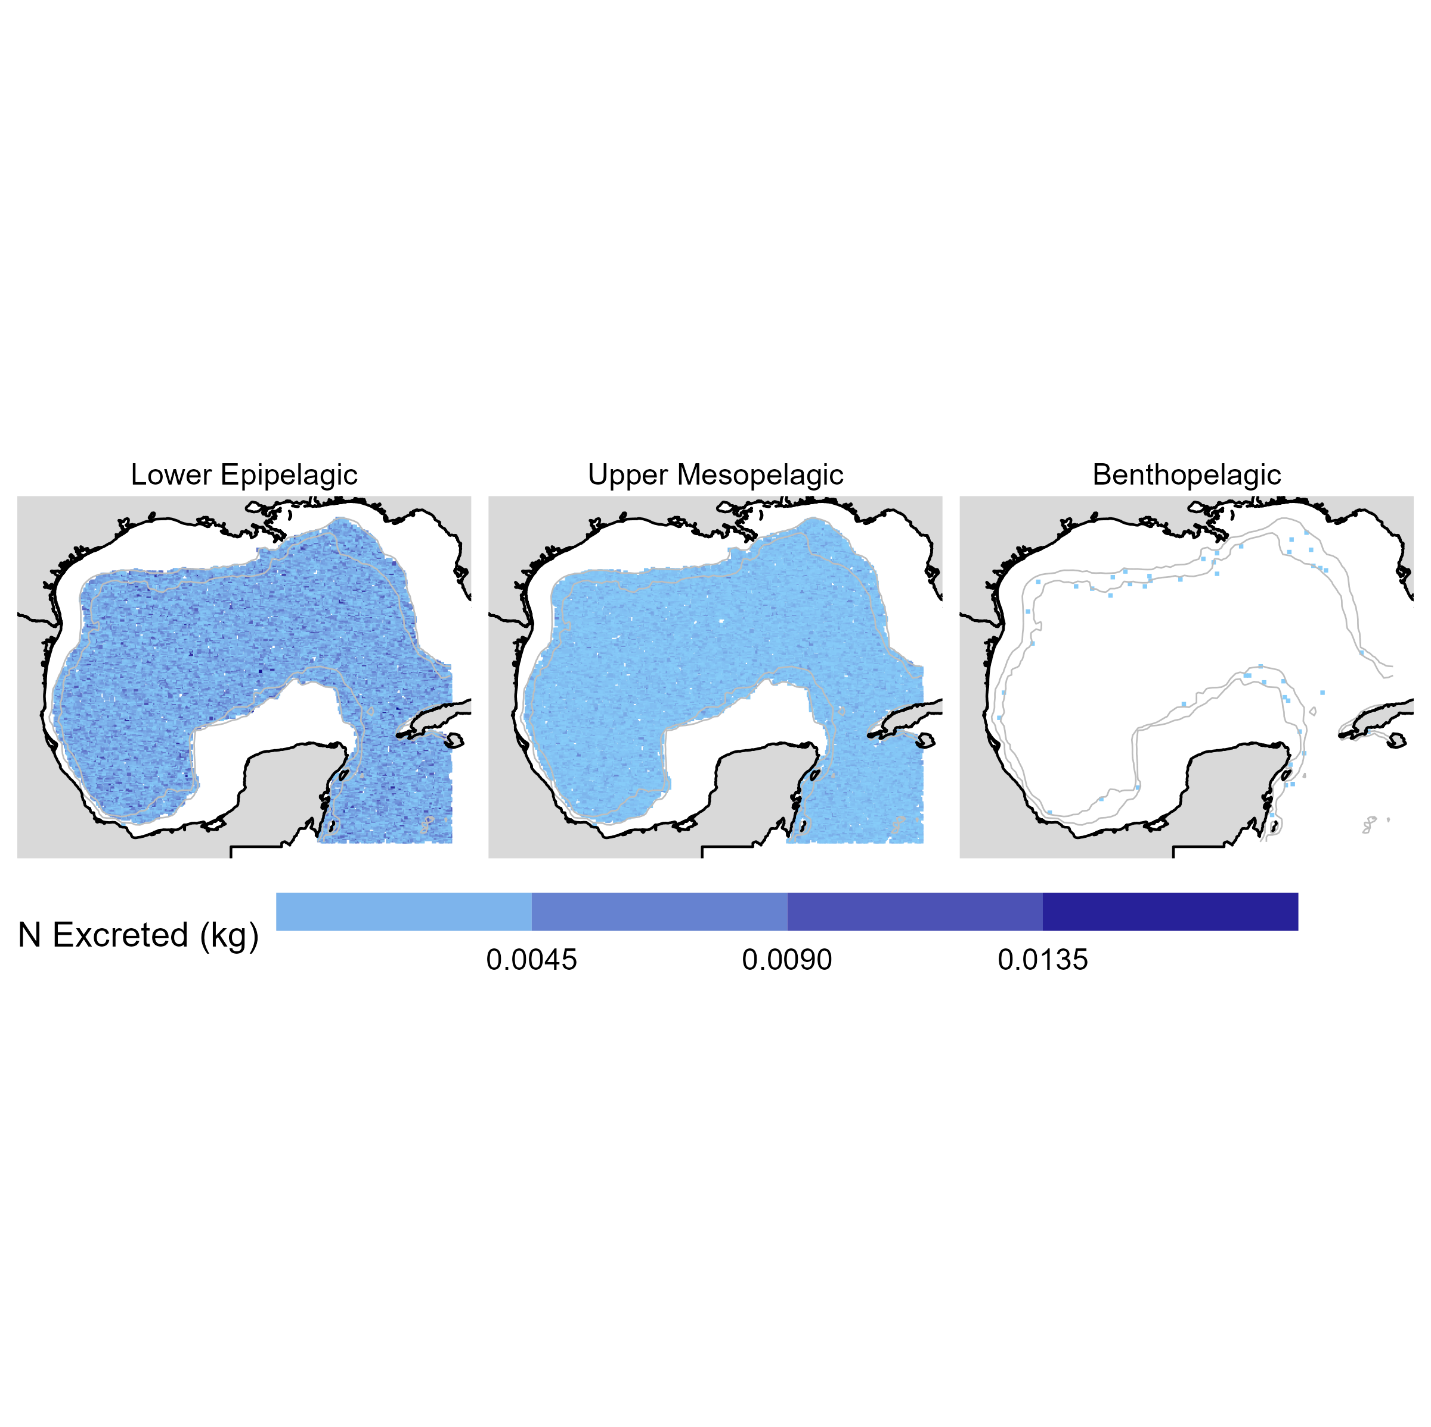 Lower Epipelagic
Upper Mesopelagic
Benthopelagic
N Excreted (kg)
0.0045
0.0090
0.0135